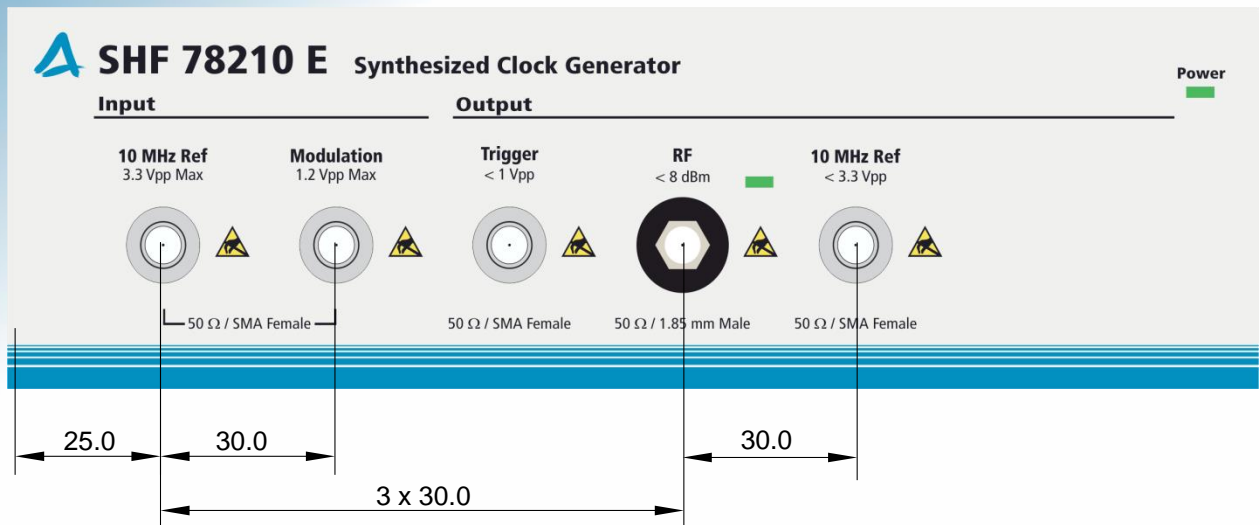 SHF 78210 E Synthesized Clock Generator
Power
Input
Output
10 MHz Ref
3.3 Vpp Max
Modulation
1.2 Vpp Max
Trigger
< 1 Vpp
RF
< 8 dBm
10 MHz Ref
< 3.3 Vpp
50 Ω / SMA Female
50 Ω / SMA Female
50 Ω / 1.85 mm Male
50 Ω / SMA Female
25.0
30.0
30.0
3 x 30.0